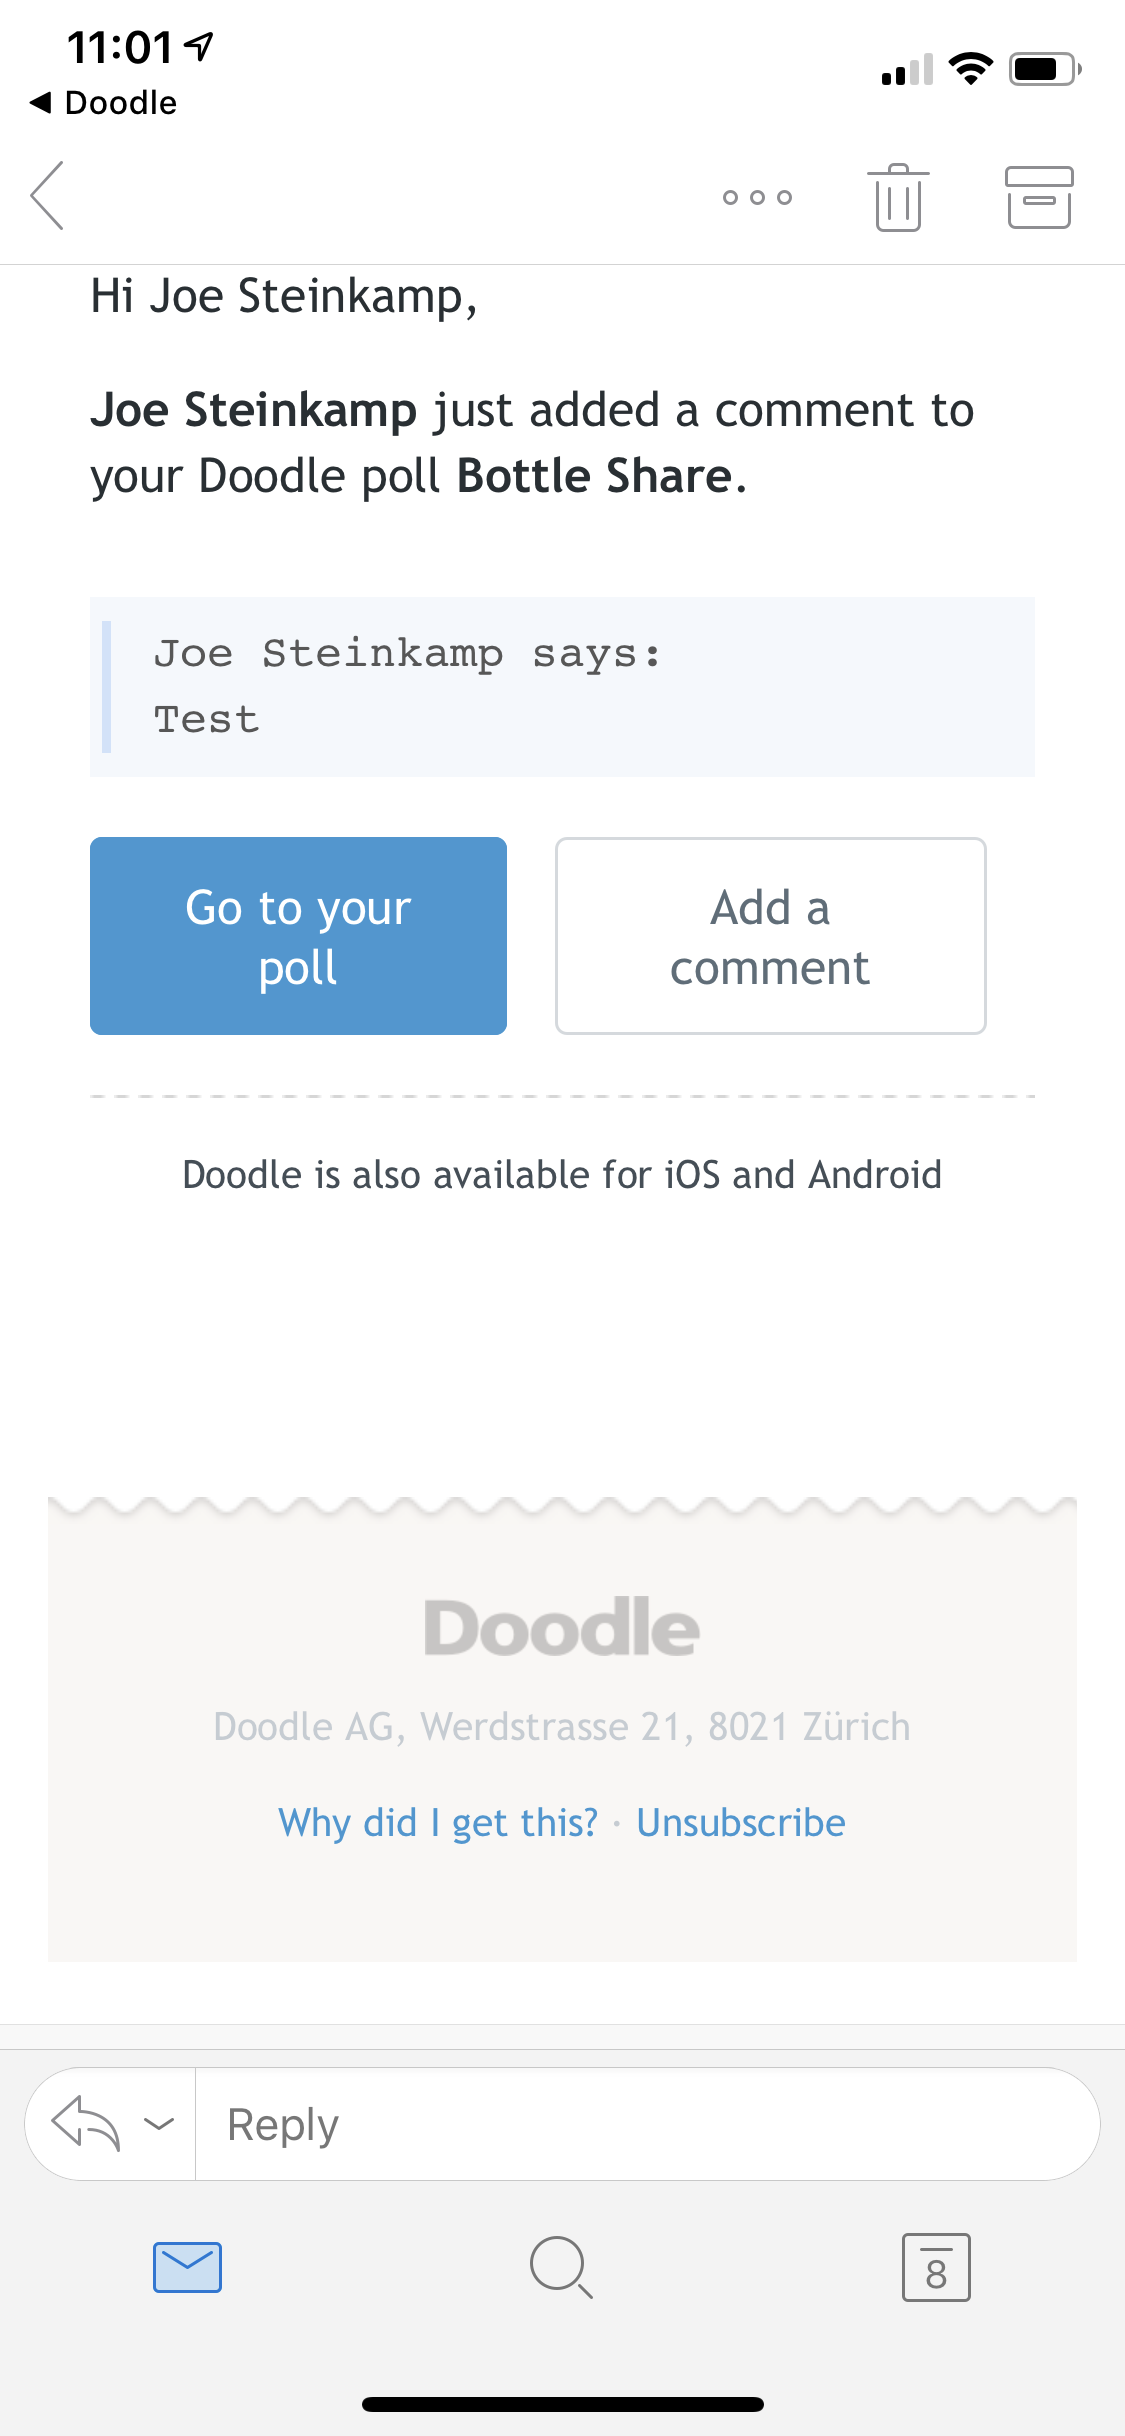 11:01
Doodle
Hi Joe Steinkamp,
Joe Steinkamp just added a comment to
your Doodle poll Bottle Share.
Joe Steinkamp says:
Test
Go to your
poll
Add a
comment
Doodle is also available for iOS and Android
Doodle
Doodle AG, Werdstrasse 21, 8021 Zürich
Why did I get this? · Unsubscribe
Reply
8